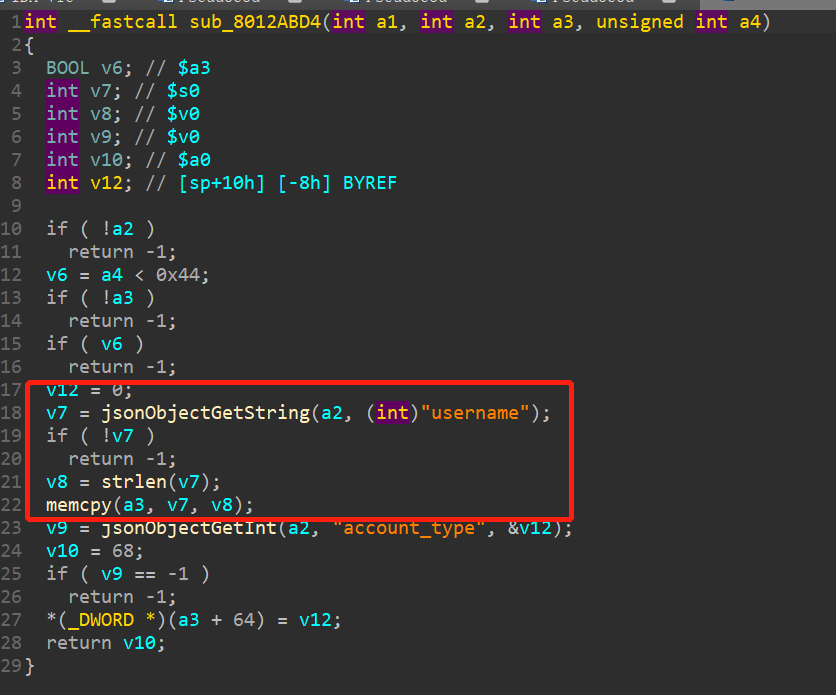 1 int __fastcall sub_8012ABD4(int a1, int a2, int a3, unsigned int a4)
2 {
3 BOOL v6; // $a3
4 int v7; // $s0
5 int v8; // $v0
6 int v9; // $v0
7 int v10; // $a0
8 int v12; // [sp+10h] [-8h] BYREF
9
10 if ( !a2 )
11 return -1;
12 v6 = a4 < 0x44;
13 if ( !a3 )
14 return -1;
15 if ( v6 )
16 return -1;
17 v12 = 0;
18 v7 = jsonObjectGetString(a2, (int)"username");
19 if ( !v7 )
20 return -1;
21 v8 = strlen(v7);
22 memcpy(a3, v7, v8);
23 v9 = jsonObjectGetInt(a2, "account_type", &v12);
24 v10 = 68;
25 if ( v9 == -1 )
26 return -1;
27 *(_DWORD *)(a3 + 64) = v12;
28 return v10;
29 }